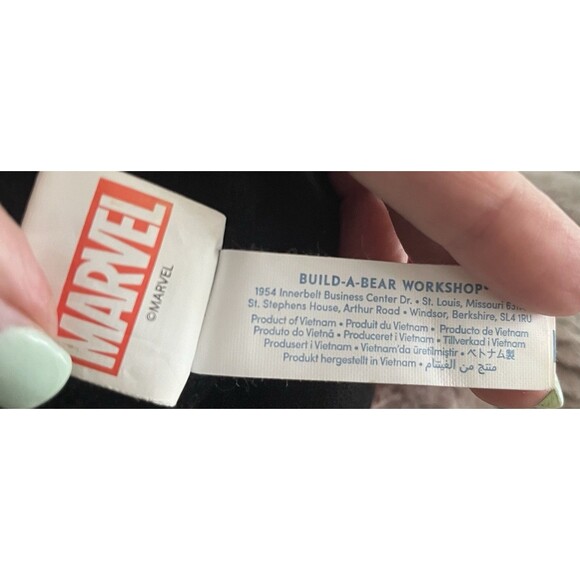 MARVEL
©MARVEL
BUILD-A-BEAR WORKSHOP
1954 Innerbelt Business Center Dr. • St. Louis, Missouri
St. Stephens House, Arthur Road • Windsor, Berkshire, SL4 1RU
Product of Vietnam • Produit du Vietnam • Producto de Vietnam
Produto do Vietnã • Produceret i Vietnam • Tillverkad i Vietnam
Produsert i Vietnam • Vietnam'da üretilmiştir • ベトナム製
Produkt hergestellt in Vietnam • منتج من الفيتنام